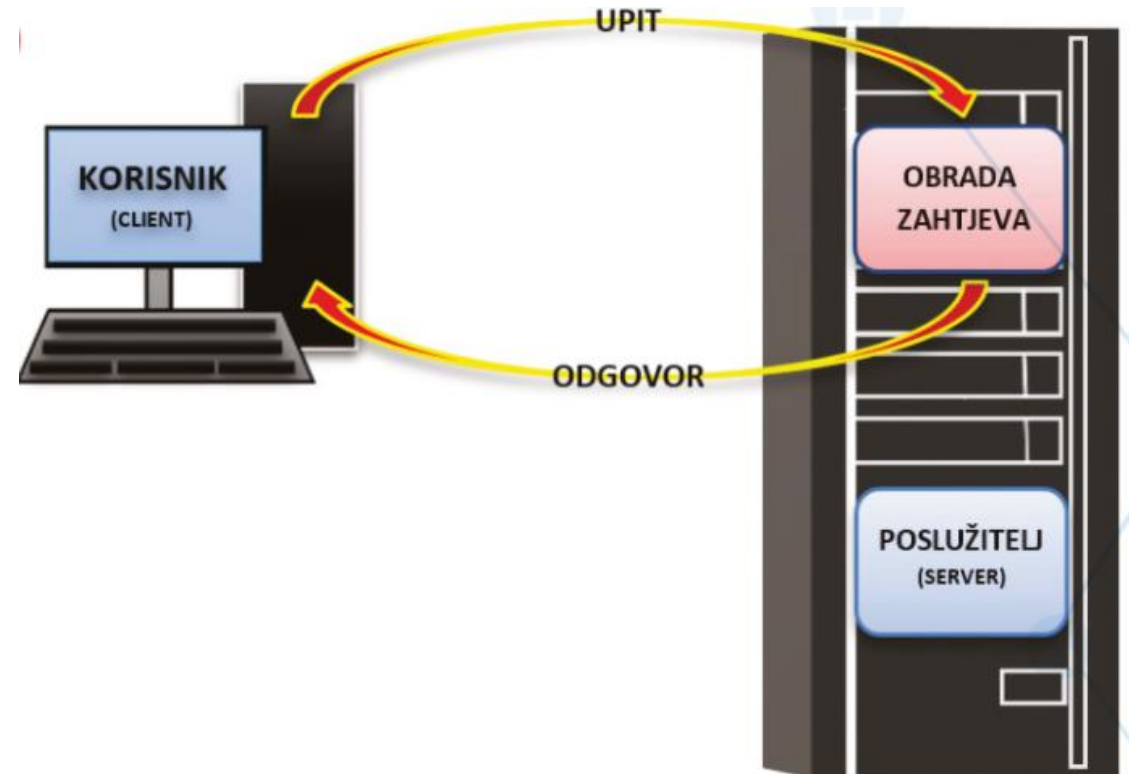 UPIT
KORISNIK
(CLIENT)
OBRADA
ZAHTJEVA
ODGOVOR
POSLUŽITELJ
(SERVER)